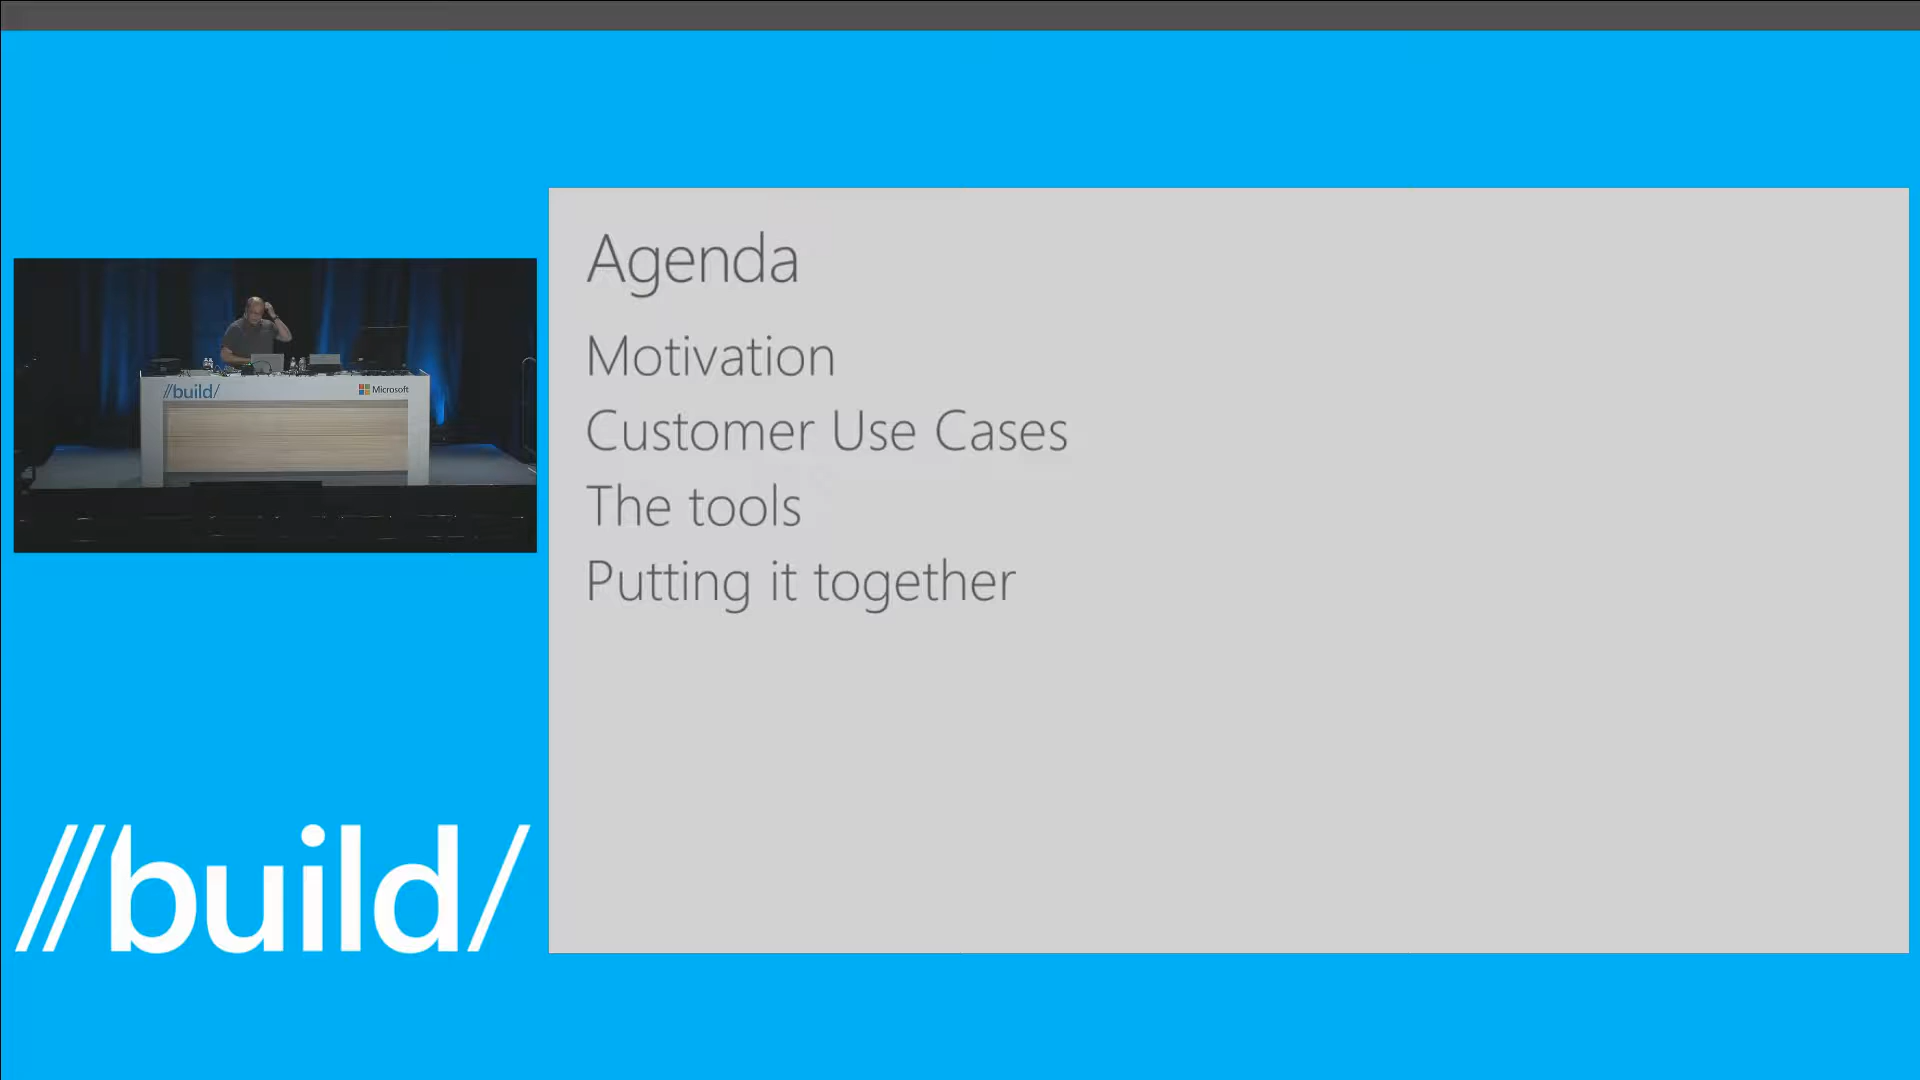 //build/
Microsoft
Agenda
Motivation
Customer Use Cases
The tools
Putting it together
//build/